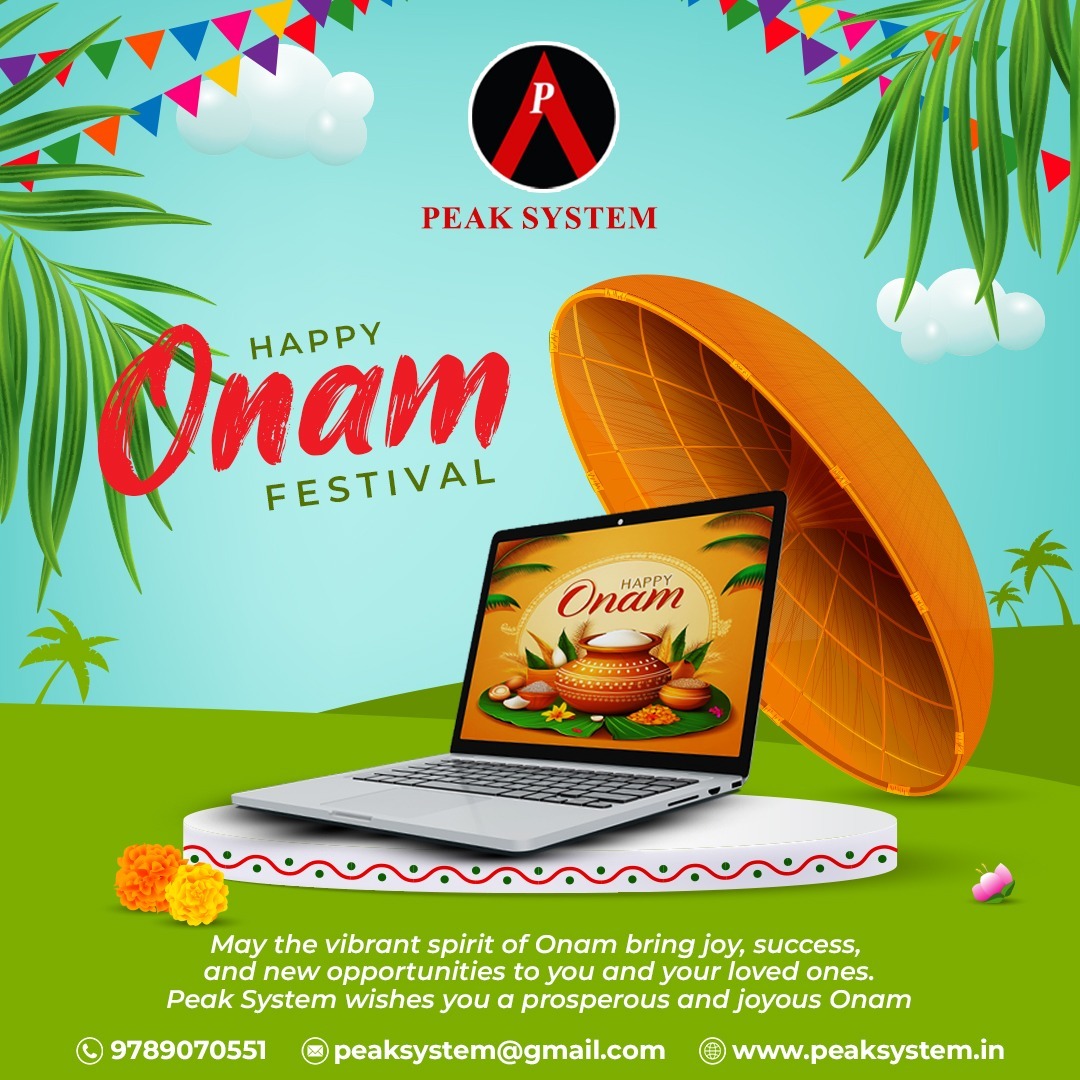 P
PEAK SYSTEM
HAPPY
Onam
FESTIVAL
HAPPY
Onam
May the vibrant spirit of Onam bring joy, success,
and new opportunities to you and your loved ones.
Peak System wishes you a prosperous and joyous Onam
9789070551 peaksystem@gmail.com www.peaksystem.in